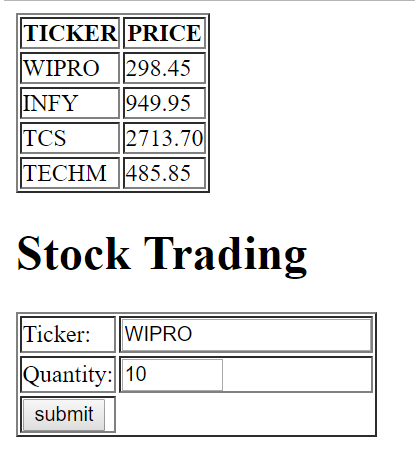 TICKER PRICE
WIPRO 298.45
INFY 949.95
TCS 2713.70
TECHM 485.85
Stock Trading
Ticker: WIPRO
Quantity: 10
submit